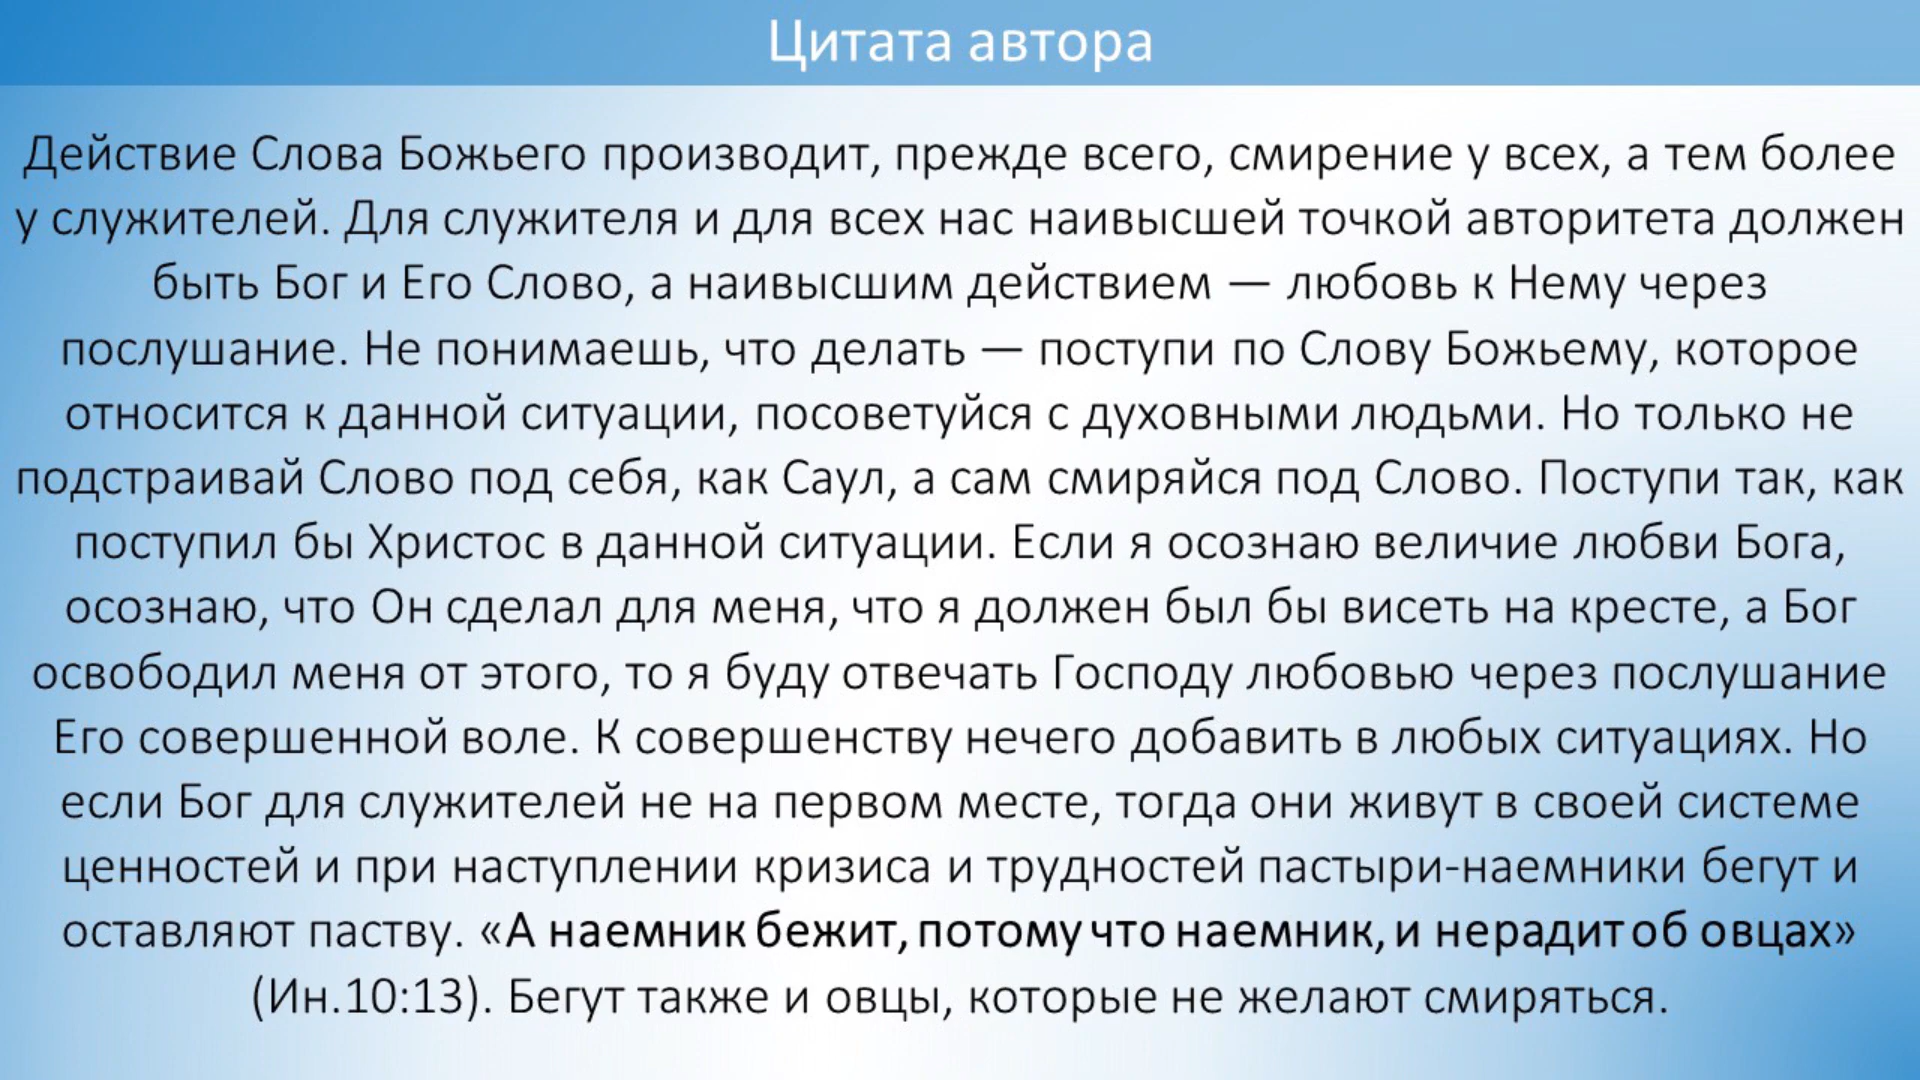 Цитата автора
Действие Слова Божьего производит, прежде всего, смирение у всех, а тем более
у служителей. Для служителя и для всех нас наивысшей точкой авторитета должен
быть Бог и Его Слово, а наивысшим действием — любовь к Нему через
послушание. Не понимаешь, что делать — поступи по Слову Божьему, которое
относится к данной ситуации, посоветуйся с духовными людьми. Но только не
подстраивай Слово под себя, как Саул, а сам смиряйся под Слово. Поступи так, как
поступил бы Христос в данной ситуации. Если я осознаю величие любви Бога,
осознаю, что Он сделал для меня, что я должен был бы висеть на кресте, а Бог
освободил меня от этого, то я буду отвечать Господу любовью через послушание
Его совершенной воле. К совершенству нечего добавить в любых ситуациях. Но
если Бог для служителей не на первом месте, тогда они живут в своей системе
ценностей и при наступлении кризиса и трудностей пастыри-наемники бегут и
оставляют паству. «А наемник бежит, потому что наемник, и нерадит об овцах»
(Ин.10:13). Бегут также и овцы, которые не желают смиряться.